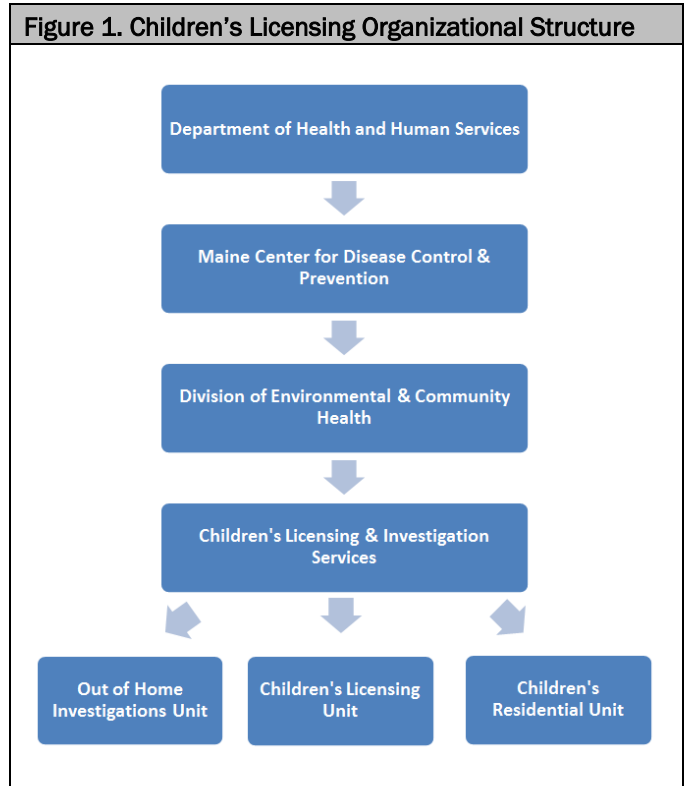 Figure 1. Children’s Licensing Organizational Structure
Department of Health and Human Services
Maine Center for Disease Control &
Prevention
Division of Environmental & Community
Health
Children's Licensing & Investigation
Services
Out of Home
Investigations Unit
Children's Licensing
Unit
Children's
Residential Unit